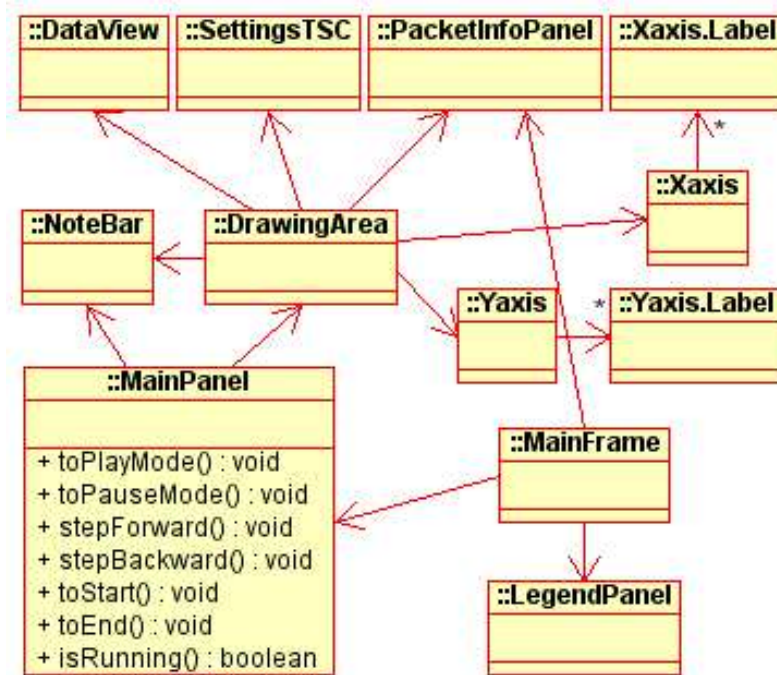 ::DataView
::SettingsTSC
::PacketInfoPanel
::Xaxis.Label
*
::Xaxis
::NoteBar
::DrawingArea
::Yaxis
*
::Yaxis.Label
::MainPanel
+ toPlayMode() : void
+ toPauseMode() : void
+ stepForward() : void
+ stepBackward() : void
+ toStart() : void
+ toEnd() : void
+ isRunning() : boolean
::MainFrame
::LegendPanel